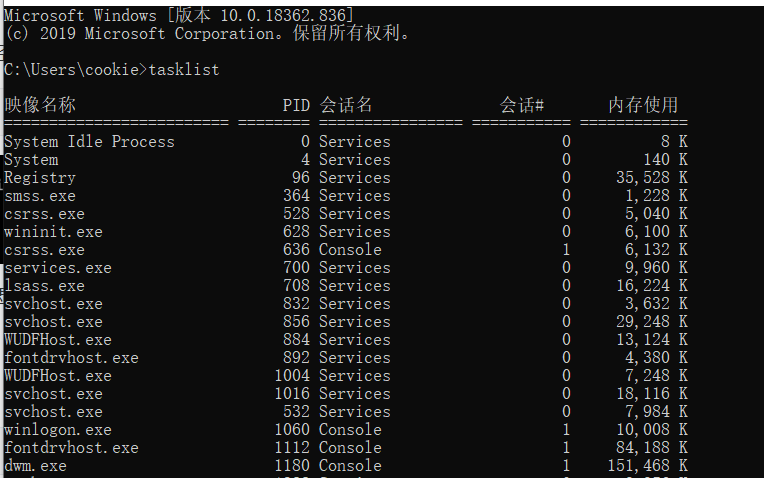 Microsoft Windows [版本 10.0.18362.836]
(c) 2019 Microsoft Corporation。保留所有权利。
C:\Users\cookie>tasklist
映像名称                       PID 会话名              会话#       内存使用
========================= ======== ================ =========== ============
System Idle Process              0 Services                   0          8 K
System                           4 Services                   0        140 K
Registry                        96 Services                   0     35,528 K
smss.exe                       364 Services                   0      1,228 K
csrss.exe                      528 Services                   0      5,040 K
wininit.exe                    628 Services                   0      6,100 K
csrss.exe                      636 Console                    1      6,132 K
services.exe                   700 Services                   0      9,960 K
lsass.exe                      708 Services                   0     16,224 K
svchost.exe                    832 Services                   0      3,632 K
svchost.exe                    856 Services                   0     29,248 K
WUDFHost.exe                   884 Services                   0     13,124 K
fontdrvhost.exe                892 Services                   0      4,380 K
WUDFHost.exe                  1004 Services                   0      7,248 K
svchost.exe                   1016 Services                   0     18,116 K
svchost.exe                    532 Services                   0      7,984 K
winlogon.exe                  1060 Console                    1     10,008 K
fontdrvhost.exe               1112 Console                    1     84,188 K
dwm.exe                       1180 Console                    1    151,468 K